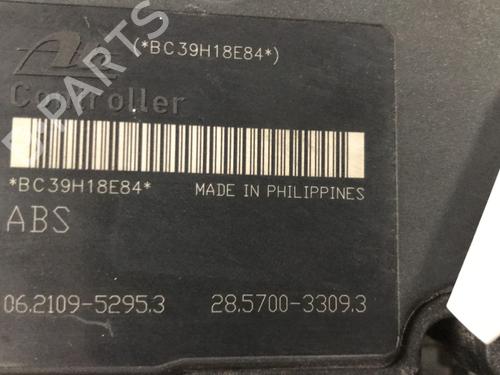 (*BC39H18E84*)
Controller
*BC39H18E84* MADE IN PHILIPPINES
ABS
06.2109-5295.3 28.5700-3309.3